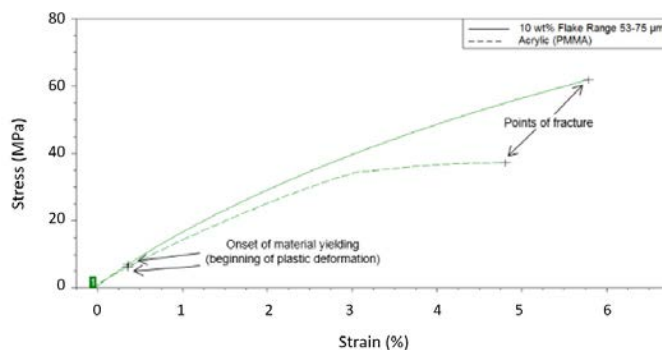 80
60
40
20
0
Stress (MPa)
10 wt% Flake Range 53-75 µm
Acrylic (PMMA)
Points of fracture
Onset of material yielding
(beginning of plastic deformation)
0 1 2 3 4 5 6
Strain (%)